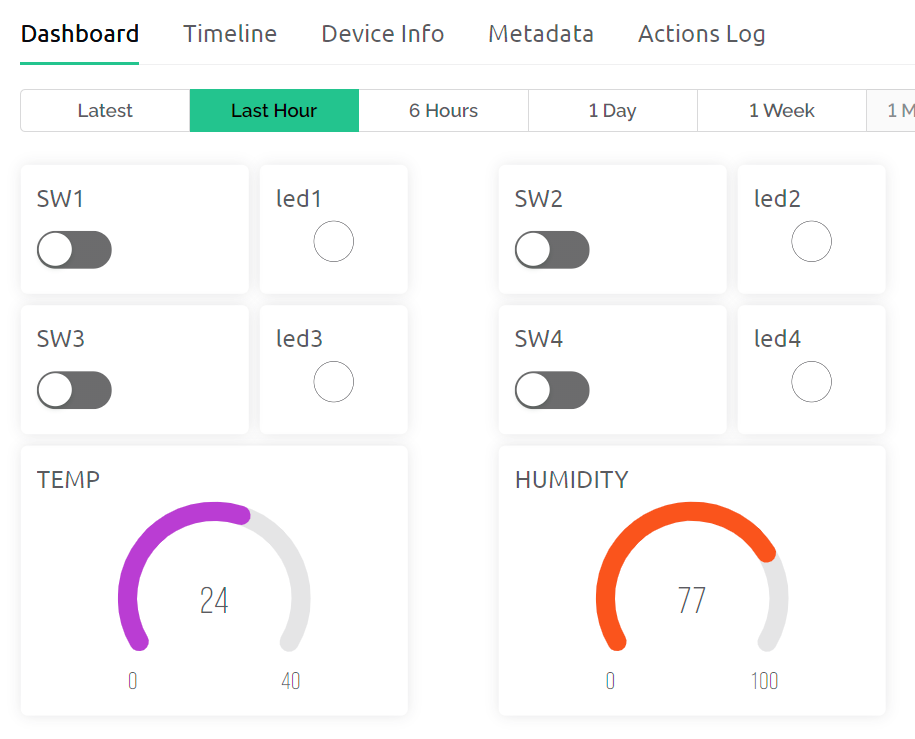 Dashboard Timeline Device Info Metadata Actions Log
Latest Last Hour 6 Hours 1 Day 1 Week 1 M
SW1 led1 SW2 led2
SW3 led3 SW4 led4
TEMP HUMIDITY
24 77
0 40 0 100